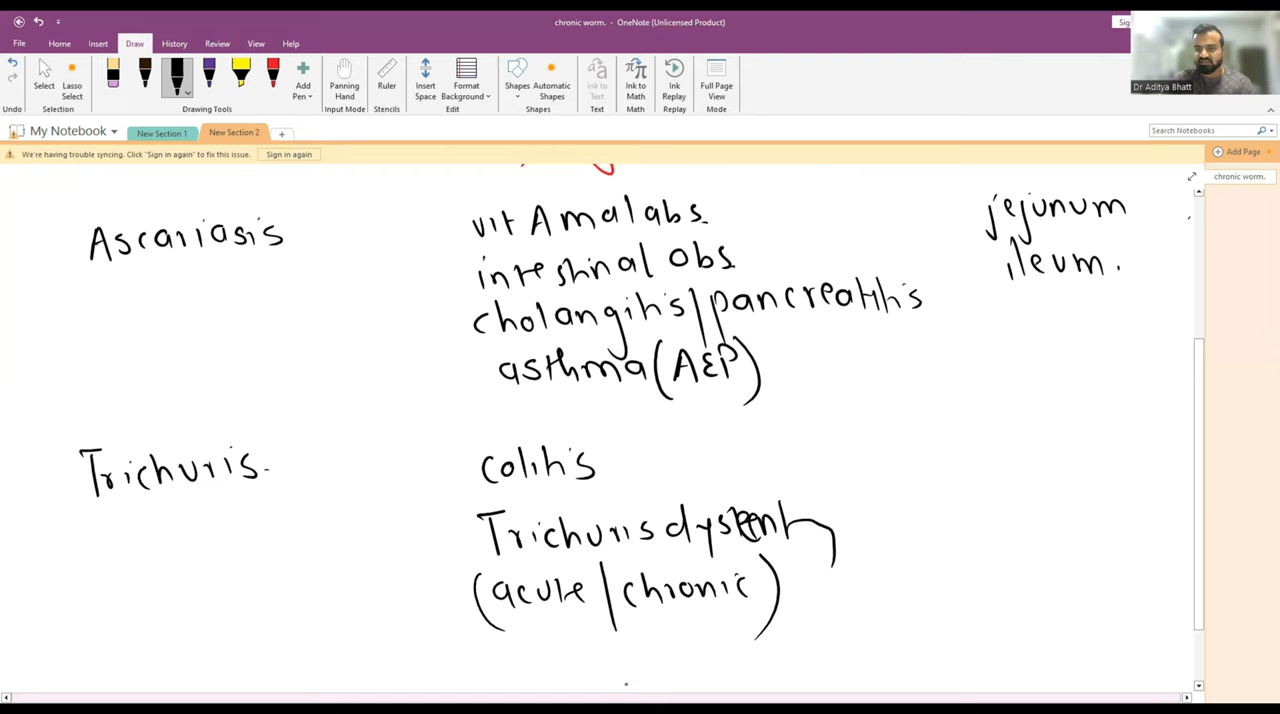 chronic worm. - OneNote (Unlicensed Product)
Sig
File Home Insert Draw History Review View Help
Undo
Select
Lasso Select
Add Pen
Panning Hand
Ruler
Insert Space
Format Background
Shapes
Automatic Shapes
Ink to Text
Ink to Math
Ink Replay
Full Page View
Undo Selection Drawing Tools Input Mode Stencils Edit Shapes Text Math Replay Modes
Dr Aditya Bhatt
My Notebook New Section 1 New Section 2 +
Search Notebooks
We're having trouble syncing. Click "Sign in again" to fix this issue. Sign in again
Add Page
chronic worm.
Ascariasis
vit A malabs.
intestinal obs
cholangitis/pancreatitis
asthma (AEP)
jejunum
ileum.
Trichuris.
colitis
Trichuris dysentry
(acute/chronic)